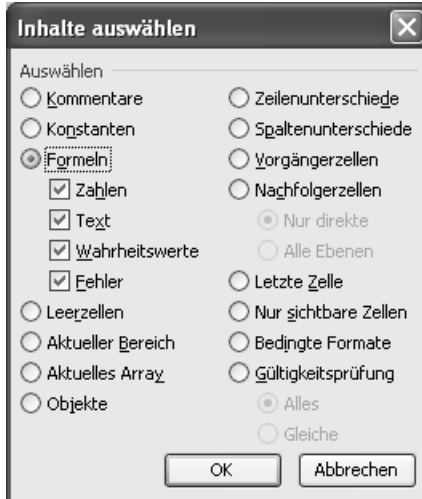 Inhalte auswählen
Auswählen
Kommentare
Konstanten
Formeln
Zahlen
Text
Wahrheitswerte
Fehler
Leerzellen
Aktueller Bereich
Aktuelles Array
Objekte
Zeilenunterschiede
Spaltenunterschiede
Vorgängerzellen
Nachfolgerzellen
Nur direkte
Alle Ebenen
Letzte Zelle
Nur sichtbare Zellen
Bedingte Formate
Gültigkeitsprüfung
Alles
Gleiche
OK
Abbrechen